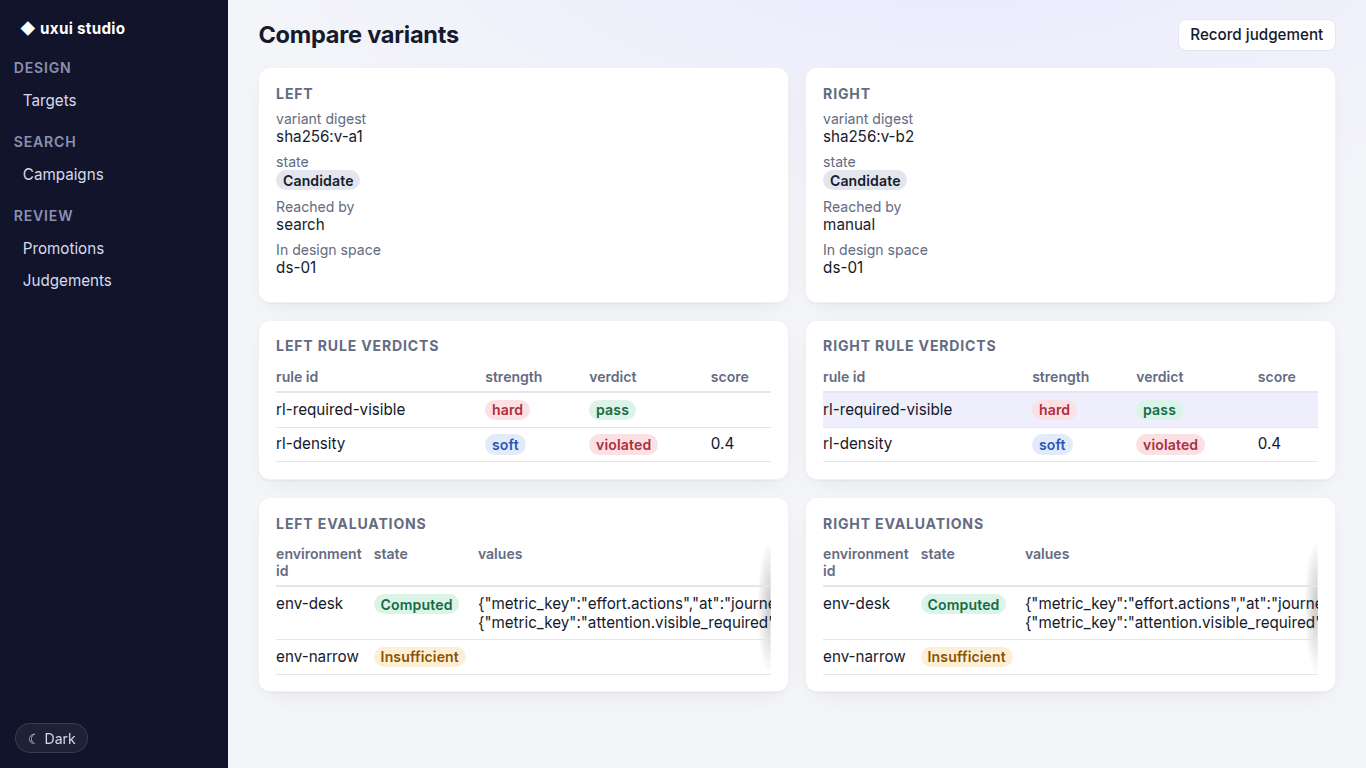 ◆ uxui studio
DESIGN
Targets
SEARCH
Campaigns
REVIEW
Promotions
Judgements
☾ Dark
Compare variants
Record judgement
LEFT
variant digest
sha256:v-a1
state
Candidate
Reached by
search
In design space
ds-01
RIGHT
variant digest
sha256:v-b2
state
Candidate
Reached by
manual
In design space
ds-01
LEFT RULE VERDICTS
rule id strength verdict score
rl-required-visible hard pass
rl-density soft violated 0.4
RIGHT RULE VERDICTS
rule id strength verdict score
rl-required-visible hard pass
rl-density soft violated 0.4
LEFT EVALUATIONS
environment id state values
env-desk Computed {"metric_key":"effort.actions","at":"journe
{"metric_key":"attention.visible_required"
env-narrow Insufficient
RIGHT EVALUATIONS
environment id state values
env-desk Computed {"metric_key":"effort.actions","at":"journe
{"metric_key":"attention.visible_required"
env-narrow Insufficient